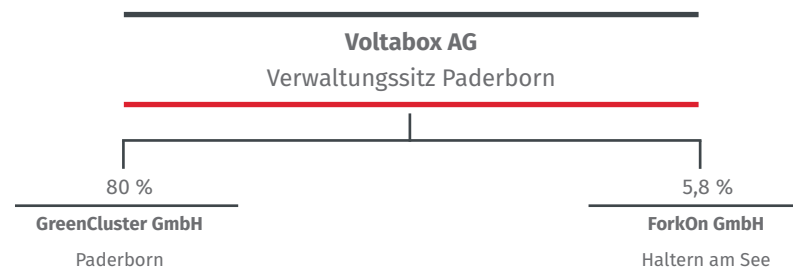 Voltabox AG
Verwaltungssitz Paderborn
80 %
5,8 %
GreenCluster GmbH
ForkOn GmbH
Paderborn
Haltern am See